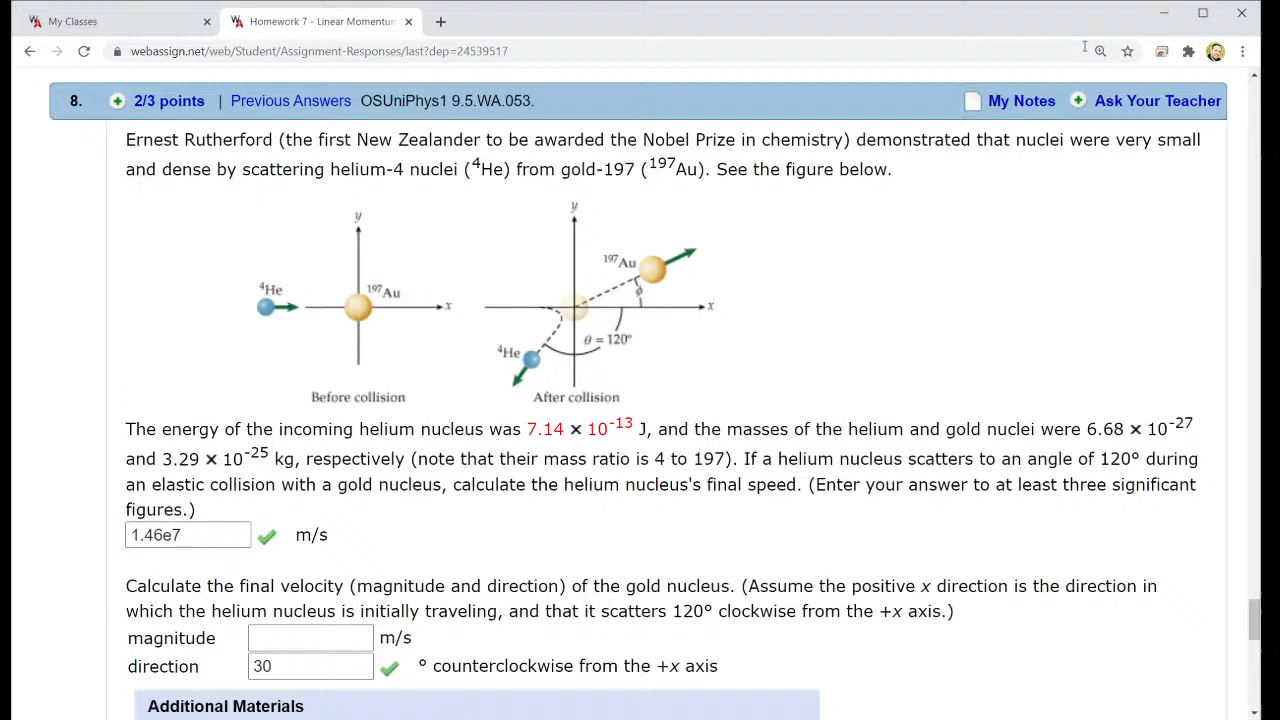 My Classes
Homework 7 - Linear Momentum
webassign.net/web/Student/Assignment-Responses/last?dep=24539517
8. 2/3 points | Previous Answers OSUniPhys1 9.5.WA.053. My Notes Ask Your Teacher
Ernest Rutherford (the first New Zealander to be awarded the Nobel Prize in chemistry) demonstrated that nuclei were very small
and dense by scattering helium-4 nuclei (⁴He) from gold-197 (¹⁹⁷Au). See the figure below.
y
⁴He
¹⁹⁷Au
x
Before collision
y
¹⁹⁷Au
ϕ
x
θ = 120°
⁴He
After collision
The energy of the incoming helium nucleus was 7.14 × 10⁻¹³ J, and the masses of the helium and gold nuclei were 6.68 × 10⁻²⁷
and 3.29 × 10⁻²⁵ kg, respectively (note that their mass ratio is 4 to 197). If a helium nucleus scatters to an angle of 120° during
an elastic collision with a gold nucleus, calculate the helium nucleus's final speed. (Enter your answer to at least three significant
figures.)
1.46e7 m/s
Calculate the final velocity (magnitude and direction) of the gold nucleus. (Assume the positive x direction is the direction in
which the helium nucleus is initially traveling, and that it scatters 120° clockwise from the +x axis.)
magnitude m/s
direction 30 ° counterclockwise from the +x axis
Additional Materials